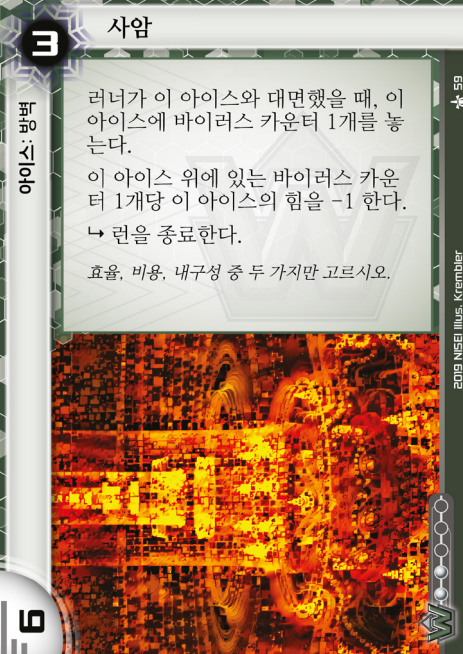 3
사암
아이스: 방벽
러너가 이 아이스와 대면했을 때, 이
아이스에 바이러스 카운터 1개를 놓
는다.
이 아이스 위에 있는 바이러스 카운
터 1개당 이 아이스의 힘을 -1 한다.
↳ 런을 종료한다.
효율, 비용, 내구성 중 두 가지만 고르시오.
6
59
2019 NISEI Illus. Krembler